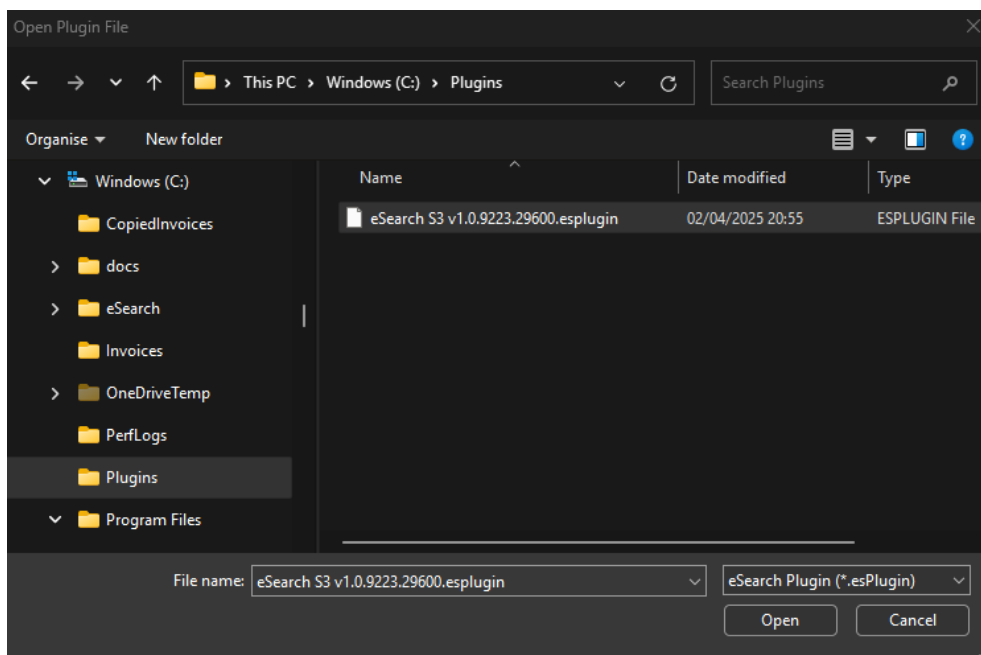 Open Plugin File
This PC > Windows (C:) > Plugins
Search Plugins
Organise
New folder
Windows (C:)
CopiedInvoices
docs
eSearch
Invoices
OneDriveTemp
PerfLogs
Plugins
Program Files
Name Date modified Type
eSearch S3 v1.0.9223.29600.esplugin 02/04/2025 20:55 ESPLUGIN File
File name: eSearch S3 v1.0.9223.29600.esplugin eSearch Plugin (*.esPlugin)
Open Cancel